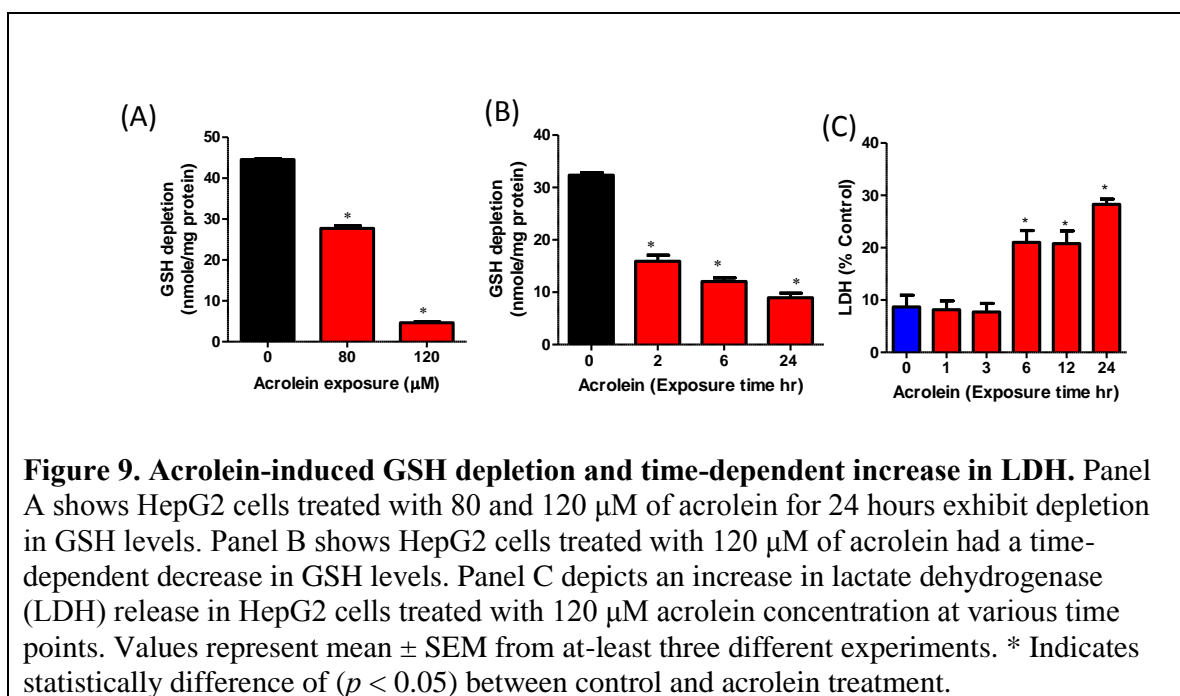 (A)
50
40
30
20
10
0
GSH depletion
(nmole/mg protein)
*
*
0 80 120
Acrolein exposure (μM)
(B)
40
30
20
10
0
GSH depletion
(nmole/mg protein)
*
*
*
0 2 6 24
Acrolein (Exposure time hr)
(C)
40
30
20
10
0
LDH (% Control)
*
*
*
0 1 3 6 12 24
Acrolein (Exposure time hr)
Figure 9. Acrolein-induced GSH depletion and time-dependent increase in LDH. Panel
A shows HepG2 cells treated with 80 and 120 μM of acrolein for 24 hours exhibit depletion
in GSH levels. Panel B shows HepG2 cells treated with 120 μM of acrolein had a time-
dependent decrease in GSH levels. Panel C depicts an increase in lactate dehydrogenase
(LDH) release in HepG2 cells treated with 120 μM acrolein concentration at various time
points. Values represent mean ± SEM from at-least three different experiments. * Indicates
statistically difference of (p < 0.05) between control and acrolein treatment.